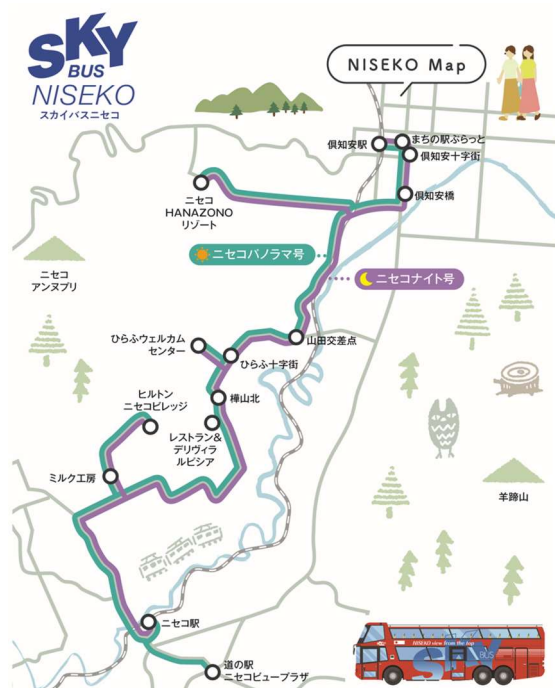 SKY
BUS
NISEKO
スカイバスニセコ
NISEKO Map
倶知安駅
まちの駅ぷらっと
倶知安十字街
倶知安橋
ニセコ
HANAZONO
リゾート
ニセコパノラマ号
ニセコナイト号
ニセコ
アンヌプリ
ひらふウェルカム
センター
山田交差点
ひらふ十字街
樺山北
ヒルトン
ニセコビレッジ
レストラン&
デリヴィラ
ルピシア
ミルク工房
羊蹄山
ニセコ駅
道の駅
ニセコビュープラザ
NISEKO view from the top
SKY
BUS